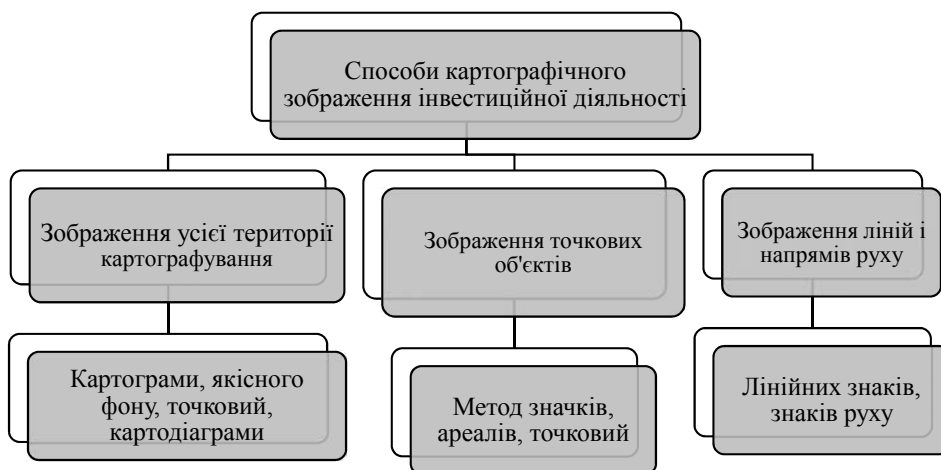 Способи картографічного
зображення інвестиційної діяльності
Зображення усієї території
картографування
Зображення точкових
об'єктів
Зображення ліній і
напрямів руху
Картограми, якісного
фону, точковий,
картодіаграми
Метод значків,
ареалів, точковий
Лінійних знаків,
знаків руху